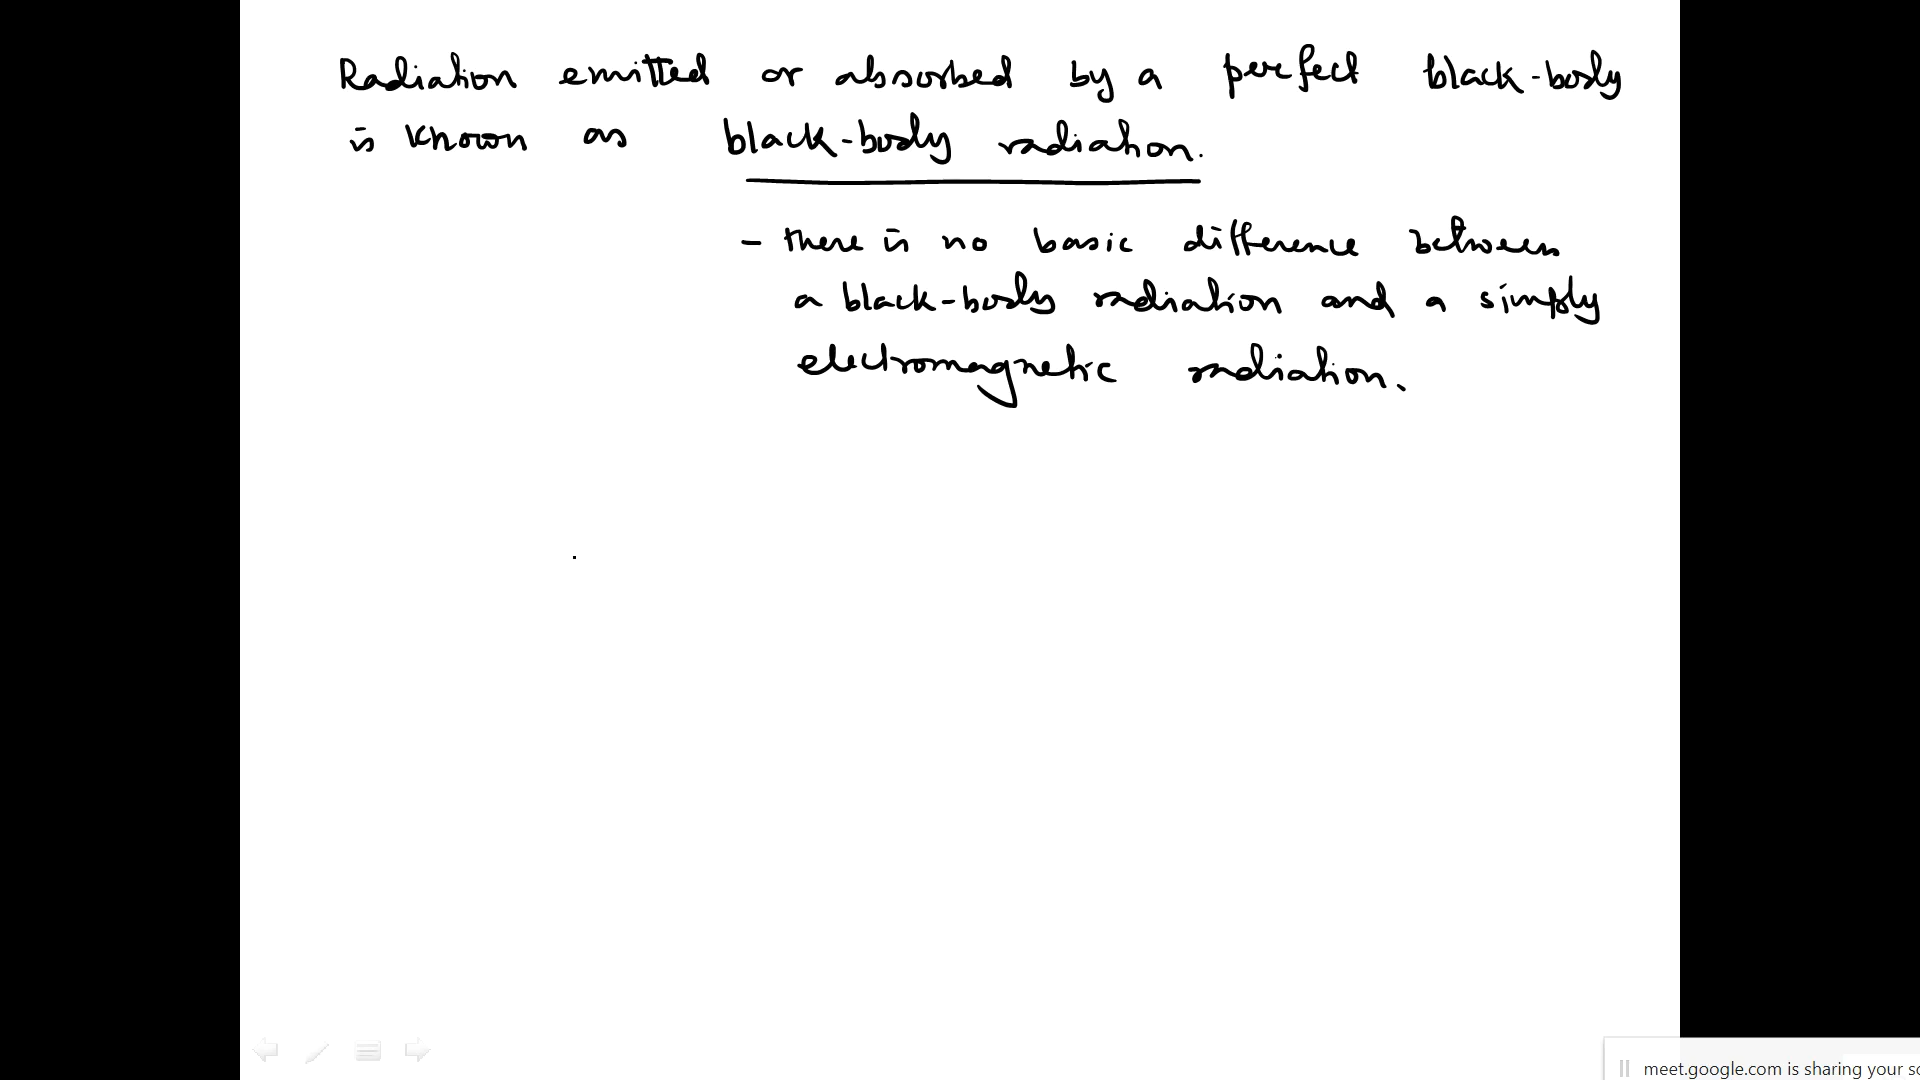 Radiation emitted or absorbed by a perfect black-body
is known as black-body radiation.
- there is no basic difference between
a black-body radiation and a simply
electromagnetic radiation.
meet.google.com is sharing your sc